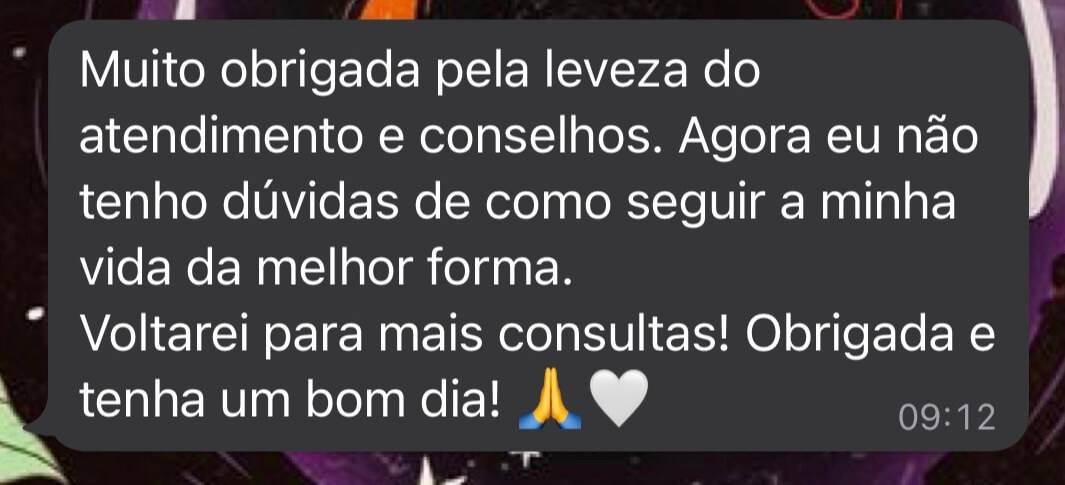 Muito obrigada pela leveza do
atendimento e conselhos. Agora eu não
tenho dúvidas de como seguir a minha
vida da melhor forma.
Voltarei para mais consultas! Obrigada e
tenha um bom dia! 🙏🤍
09:12